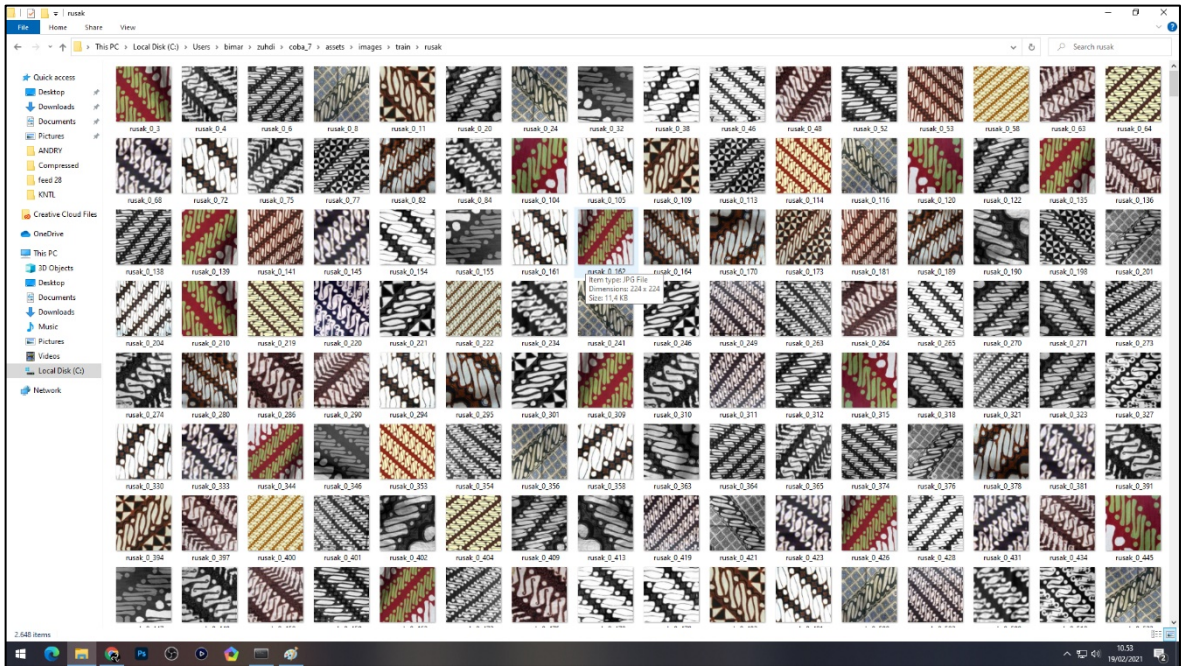 rusak
File Home Share View
This PC › Local Disk (C:) › Users › bimar › zuhdi › coba_7 › assets › images › train › rusak
Search rusak
Quick access
Desktop
Downloads
Documents
Pictures
ANDRY
Compressed
feed 28
KNTL
Creative Cloud Files
OneDrive
This PC
3D Objects
Desktop
Documents
Downloads
Music
Pictures
Videos
Local Disk (C:)
Network
rusak_0_3 rusak_0_4 rusak_0_6 rusak_0_8 rusak_0_11 rusak_0_20 rusak_0_24 rusak_0_32 rusak_0_38 rusak_0_46 rusak_0_48 rusak_0_52 rusak_0_53 rusak_0_58 rusak_0_63 rusak_0_64
rusak_0_68 rusak_0_72 rusak_0_75 rusak_0_77 rusak_0_82 rusak_0_84 rusak_0_104 rusak_0_105 rusak_0_109 rusak_0_113 rusak_0_114 rusak_0_116 rusak_0_120 rusak_0_122 rusak_0_135 rusak_0_136
rusak_0_138 rusak_0_139 rusak_0_141 rusak_0_145 rusak_0_154 rusak_0_155 rusak_0_161 rusak_0_162 rusak_0_164 rusak_0_170 rusak_0_173 rusak_0_181 rusak_0_189 rusak_0_190 rusak_0_198 rusak_0_201
Item type: JPG File
Dimensions: 224 x 224
Size: 11,4 KB
rusak_0_204 rusak_0_210 rusak_0_219 rusak_0_220 rusak_0_221 rusak_0_222 rusak_0_234 rusak_0_241 rusak_0_246 rusak_0_249 rusak_0_263 rusak_0_264 rusak_0_265 rusak_0_270 rusak_0_271 rusak_0_273
rusak_0_274 rusak_0_280 rusak_0_286 rusak_0_290 rusak_0_294 rusak_0_295 rusak_0_301 rusak_0_309 rusak_0_310 rusak_0_311 rusak_0_312 rusak_0_315 rusak_0_318 rusak_0_321 rusak_0_323 rusak_0_327
rusak_0_330 rusak_0_333 rusak_0_344 rusak_0_346 rusak_0_353 rusak_0_354 rusak_0_356 rusak_0_358 rusak_0_363 rusak_0_364 rusak_0_365 rusak_0_374 rusak_0_376 rusak_0_378 rusak_0_381 rusak_0_391
rusak_0_394 rusak_0_397 rusak_0_400 rusak_0_401 rusak_0_402 rusak_0_404 rusak_0_409 rusak_0_413 rusak_0_419 rusak_0_421 rusak_0_423 rusak_0_426 rusak_0_428 rusak_0_431 rusak_0_434 rusak_0_445
2.648 items
10.53
19/02/2021